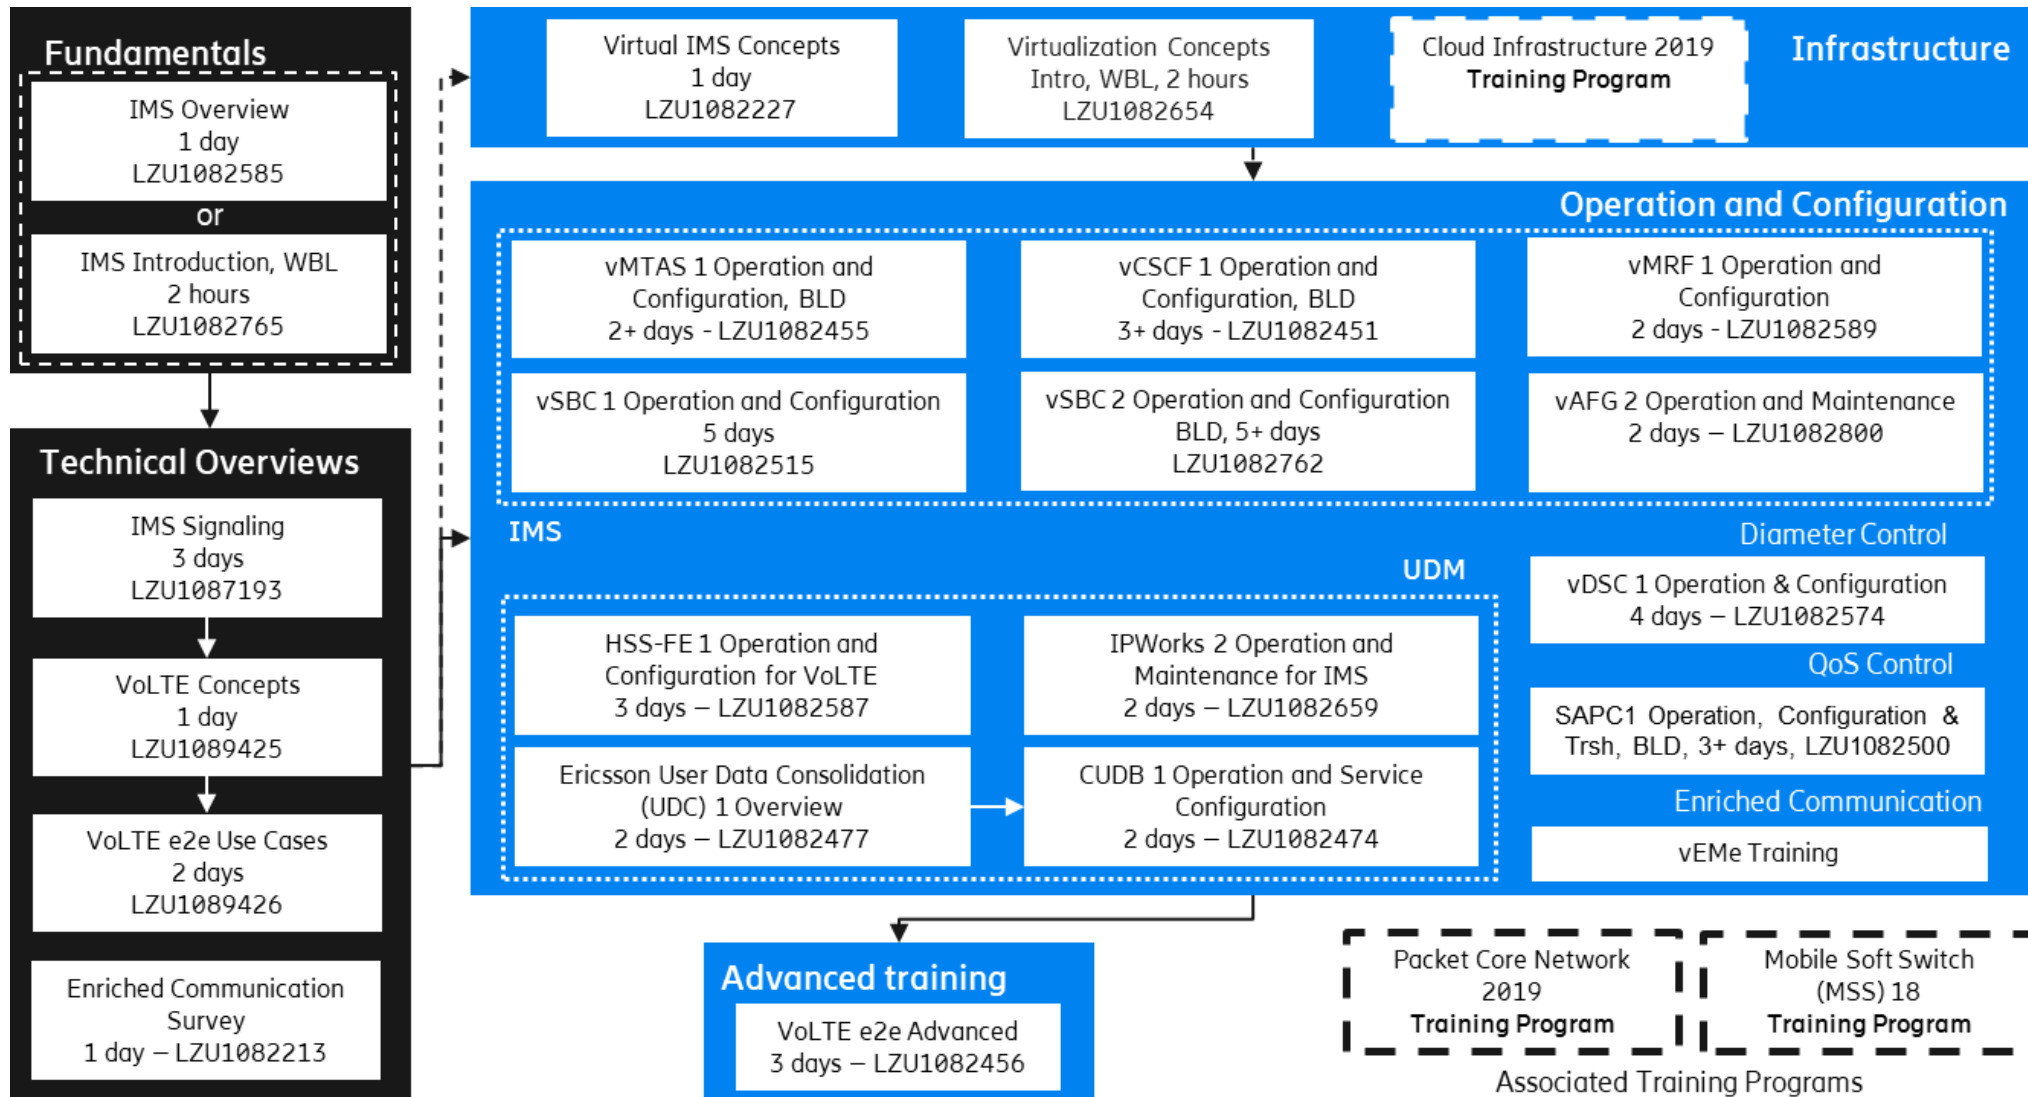 Fundamentals
IMS Overview
1 day
LZU1082585
or
IMS Introduction, WBL
2 hours
LZU1082765
Technical Overviews
IMS Signaling
3 days
LZU1087193
VoLTE Concepts
1 day
LZU1089425
VoLTE e2e Use Cases
2 days
LZU1089426
Enriched Communication
Survey
1 day – LZU1082213
Infrastructure
Virtual IMS Concepts
1 day
LZU1082227
Virtualization Concepts
Intro, WBL, 2 hours
LZU1082654
Cloud Infrastructure 2019
Training Program
Operation and Configuration
vMTAS 1 Operation and
Configuration, BLD
2+ days - LZU1082455
vCSCF 1 Operation and
Configuration, BLD
3+ days - LZU1082451
vMRF 1 Operation and
Configuration
2 days - LZU1082589
vSBC 1 Operation and Configuration
5 days
LZU1082515
vSBC 2 Operation and Configuration
BLD, 5+ days
LZU1082762
vAFG 2 Operation and Maintenance
2 days – LZU1082800
IMS
UDM
HSS-FE 1 Operation and
Configuration for VoLTE
3 days – LZU1082587
IPWorks 2 Operation and
Maintenance for IMS
2 days – LZU1082659
Ericsson User Data Consolidation
(UDC) 1 Overview
2 days – LZU1082477
CUDB 1 Operation and Service
Configuration
2 days – LZU1082474
Diameter Control
vDSC 1 Operation & Configuration
4 days – LZU1082574
QoS Control
SAPC1 Operation, Configuration &
Trsh, BLD, 3+ days, LZU1082500
Enriched Communication
vEMe Training
Advanced training
VoLTE e2e Advanced
3 days – LZU1082456
Packet Core Network
2019
Training Program
Mobile Soft Switch
(MSS) 18
Training Program
Associated Training Programs